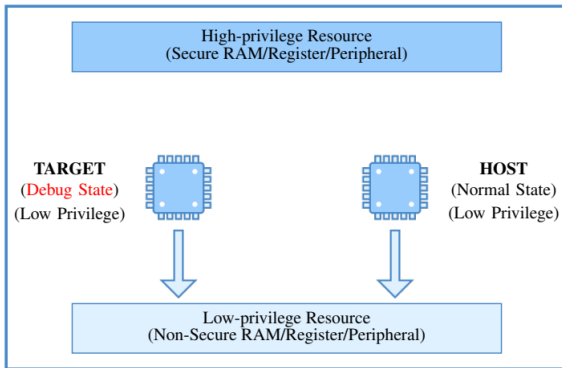 High-privilege Resource
(Secure RAM/Register/Peripheral)
TARGET
(Debug State)
(Low Privilege)
HOST
(Normal State)
(Low Privilege)
Low-privilege Resource
(Non-Secure RAM/Register/Peripheral)